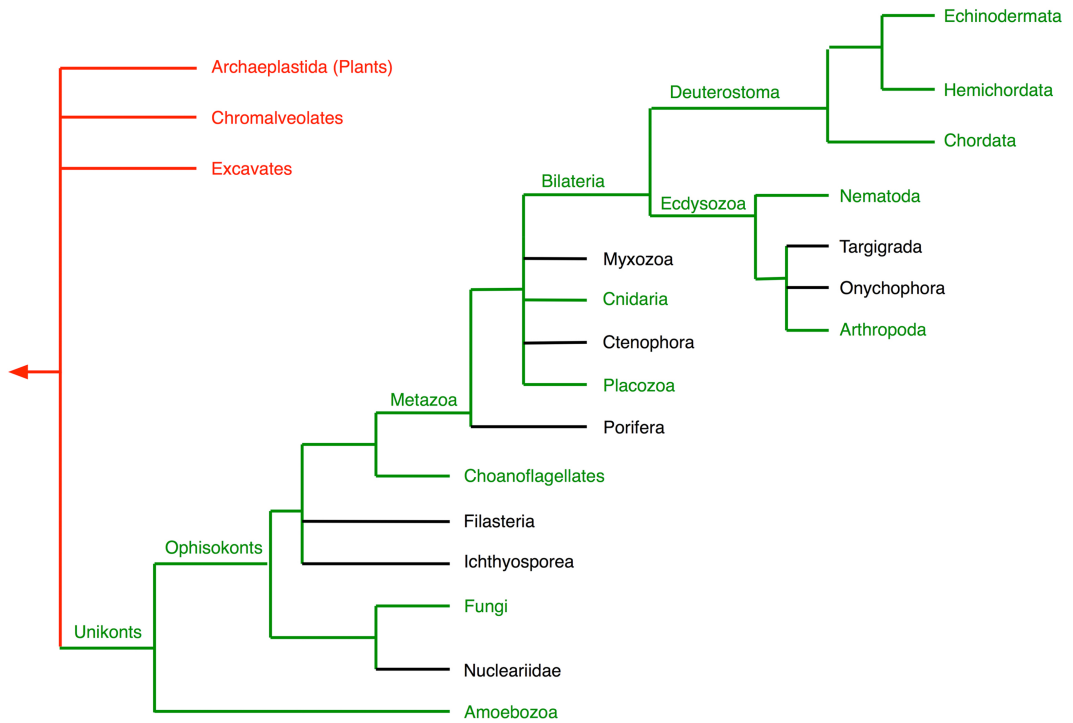 Echinodermata
Archaeplastida (Plants)
Deuterostoma
Hemichordata
Chromalveolates
Chordata
Excavates
Bilateria
Nematoda
Ecdysozoa
Targigrada
Myxozoa
Onychophora
Cnidaria
Arthropoda
Ctenophora
Placozoa
Metazoa
Porifera
Choanoflagellates
Filasteria
Ophisokonts
Ichthyosporea
Fungi
Unikonts
Nucleariidae
Amoebozoa